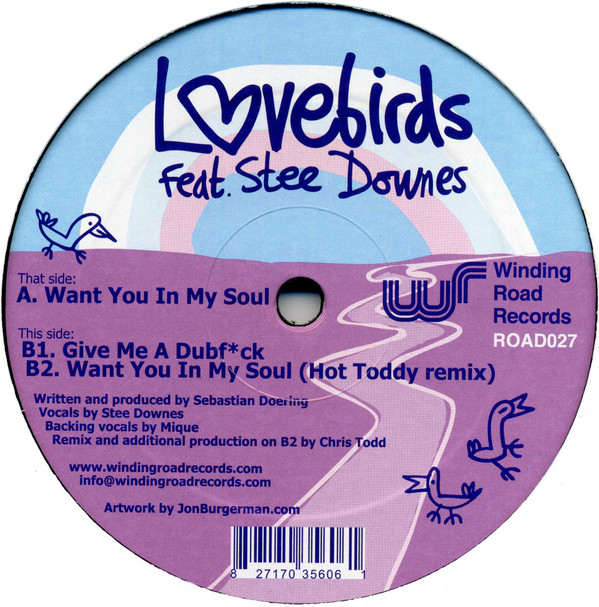 Lovebirds
feat. Stee Downes
That side:
A. Want You In My Soul
Winding
Road
Records
ROAD027
This side:
B1. Give Me A Dubf*ck
B2. Want You In My Soul (Hot Toddy remix)
Written and produced by Sebastian Doering
Vocals by Stee Downes
Backing vocals by Mique
Remix and additional production on B2 by Chris Todd
www.windingroadrecords.com
info@windingroadrecords.com
Artwork by JonBurgerman.com
8 27170 35606 1